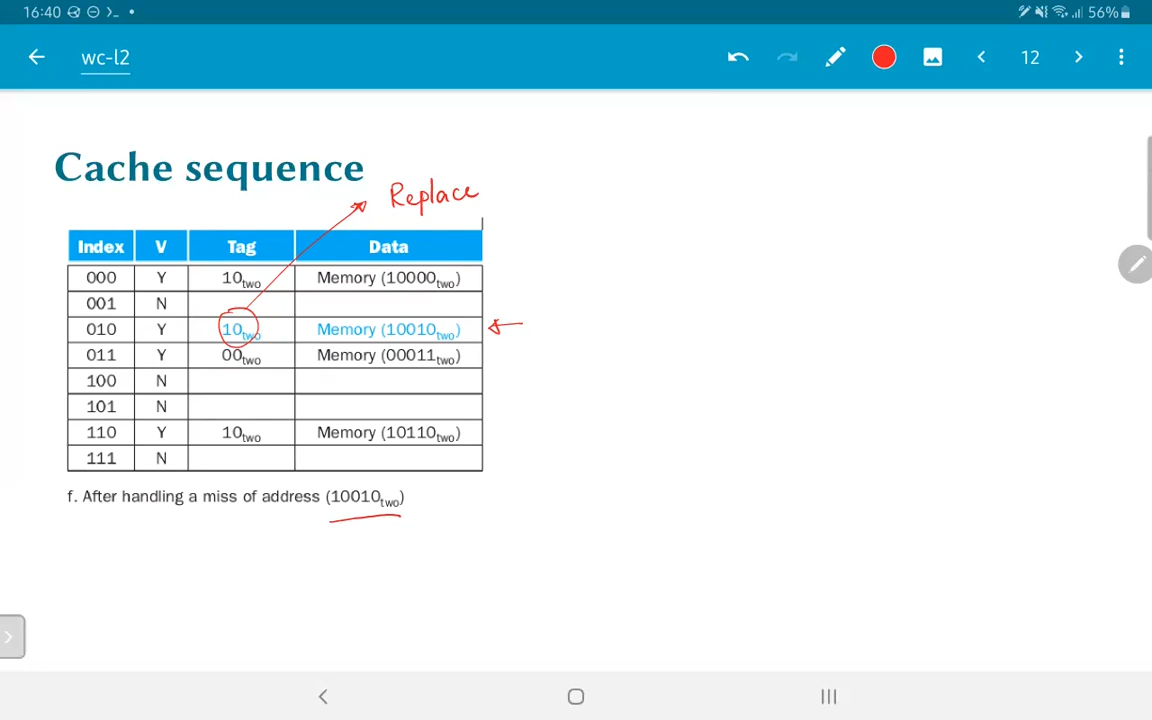 16:40 56%
wc-l2 12
Cache sequence
Replace
Index V Tag Data
000 Y 10two Memory (10000two)
001 N
010 Y 10two Memory (10010two)
011 Y 00two Memory (00011two)
100 N
101 N
110 Y 10two Memory (10110two)
111 N
f. After handling a miss of address (10010two)